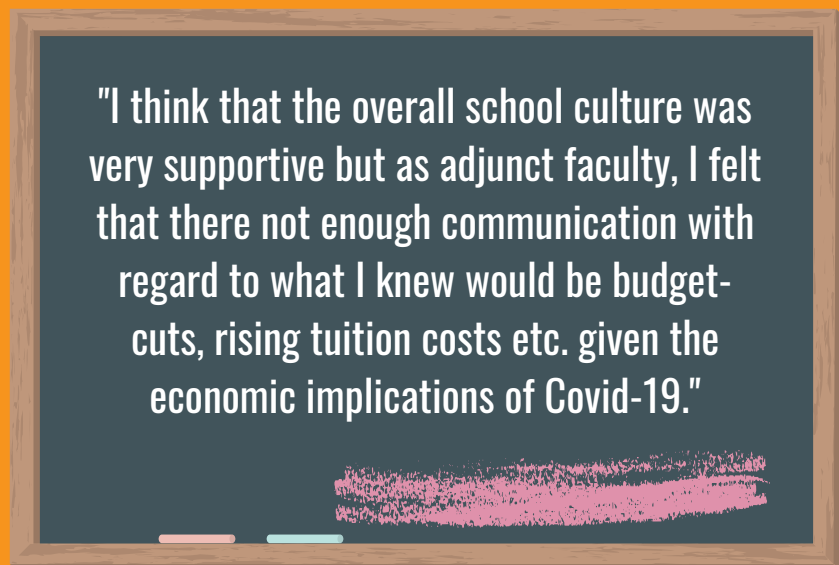 "I think that the overall school culture was
very supportive but as adjunct faculty, I felt
that there not enough communication with
regard to what I knew would be budget-
cuts, rising tuition costs etc. given the
economic implications of Covid-19."